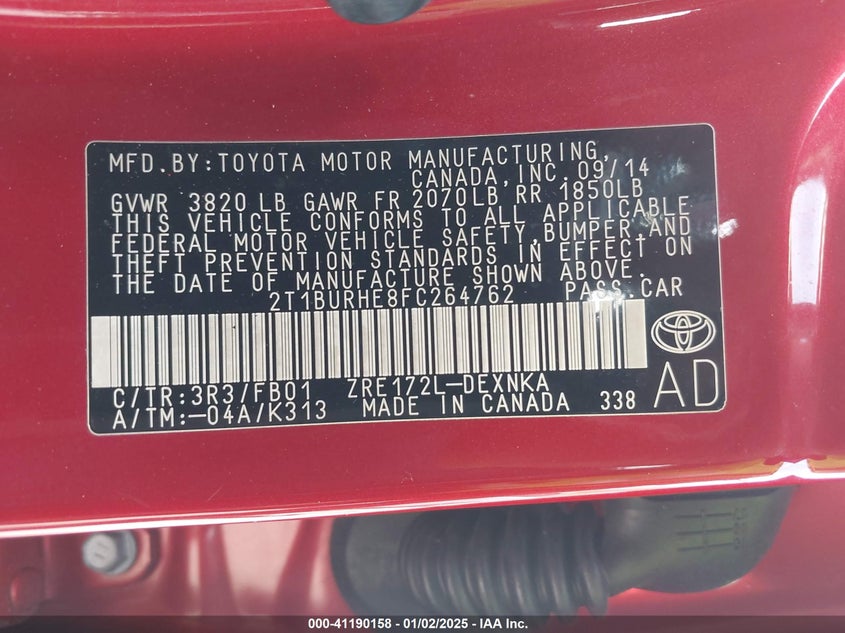 MFD.BY:TOYOTA MOTOR MANUFACTURING,
CANADA,INC.09/14
GVWR 3820 LB GAWR FR 2070LB RR 1850LB
THIS VEHICLE CONFORMS TO ALL APPLICABLE
FEDERAL MOTOR VEHICLE SAFETY,BUMPER,AND
THEFT PREVENTION STANDARDS IN EFFECT ON
THE DATE OF MANUFACTURE SHOWN ABOVE.
2T1BURHE8FC264762 PASS.CAR
C/TR:3R3/FB01 ZRE172L-DEXNKA
A/TM:-04A/K313 MADE IN CANADA 338
AD
000-41190158 - 01/02/2025 - IAA Inc.